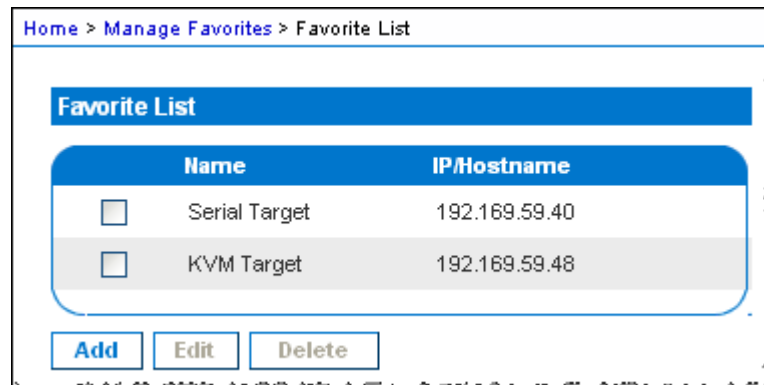 Home > Manage Favorites > Favorite List
Favorite List
Name IP/Hostname
Serial Target 192.169.59.40
KVM Target 192.169.59.48
Add Edit Delete